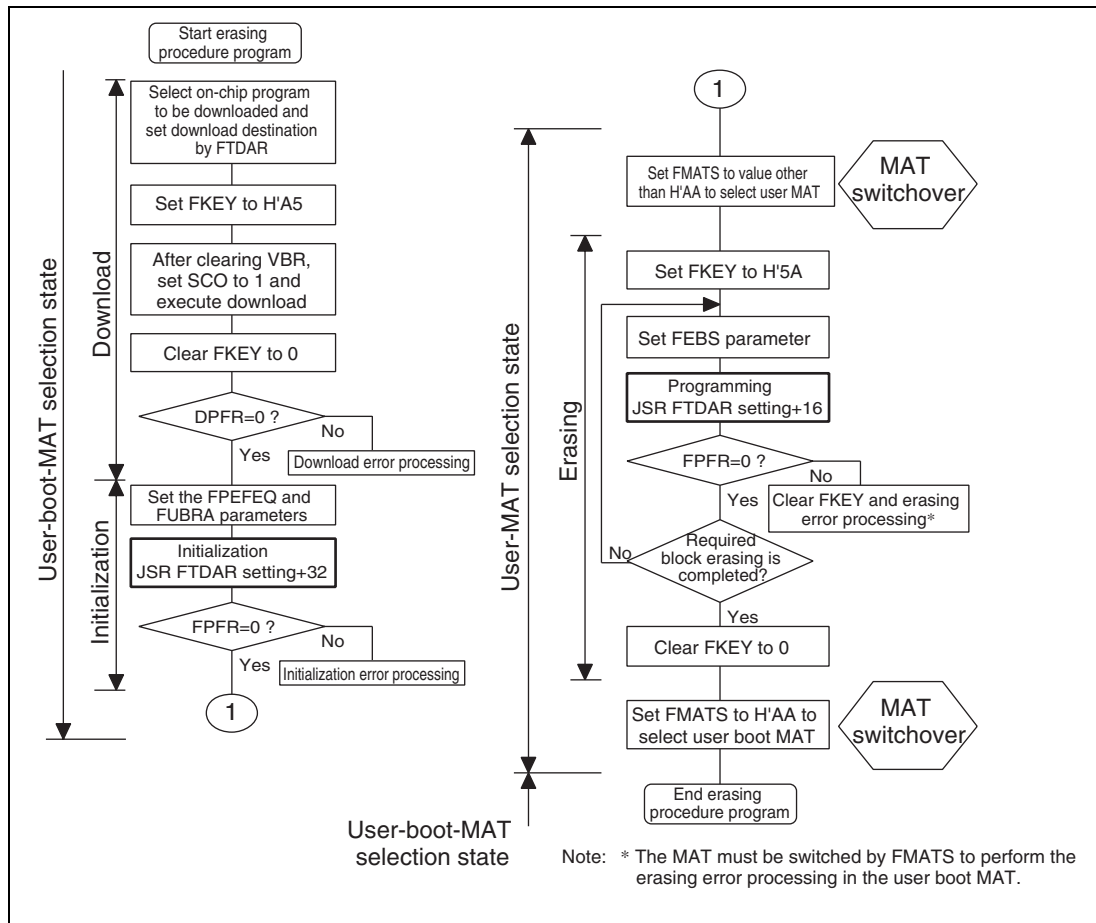 Start erasing
procedure program
User-boot-MAT selection state
Download
Select on-chip program
to be downloaded and
set download destination
by FTDAR
Set FKEY to H'A5
After clearing VBR,
set SCO to 1 and
execute download
Clear FKEY to 0
DPFR=0 ?
No
Yes
Download error processing
Initialization
Set the FPEFEQ and
FUBRA parameters
Initialization
JSR FTDAR setting+32
FPFR=0 ?
No
Yes
Initialization error processing
1
1
User-MAT selection state
Set FMATS to value other
than H'AA to select user MAT
MAT
switchover
Erasing
Set FKEY to H'5A
Set FEBS parameter
Programming
JSR FTDAR setting+16
FPFR=0 ?
No
Yes
Clear FKEY and erasing
error processing*
Required
block erasing is
completed?
No
Yes
Clear FKEY to 0
Set FMATS to H'AA to
select user boot MAT
MAT
switchover
End erasing
procedure program
User-boot-MAT
selection state
Note: * The MAT must be switched by FMATS to perform the
erasing error processing in the user boot MAT.